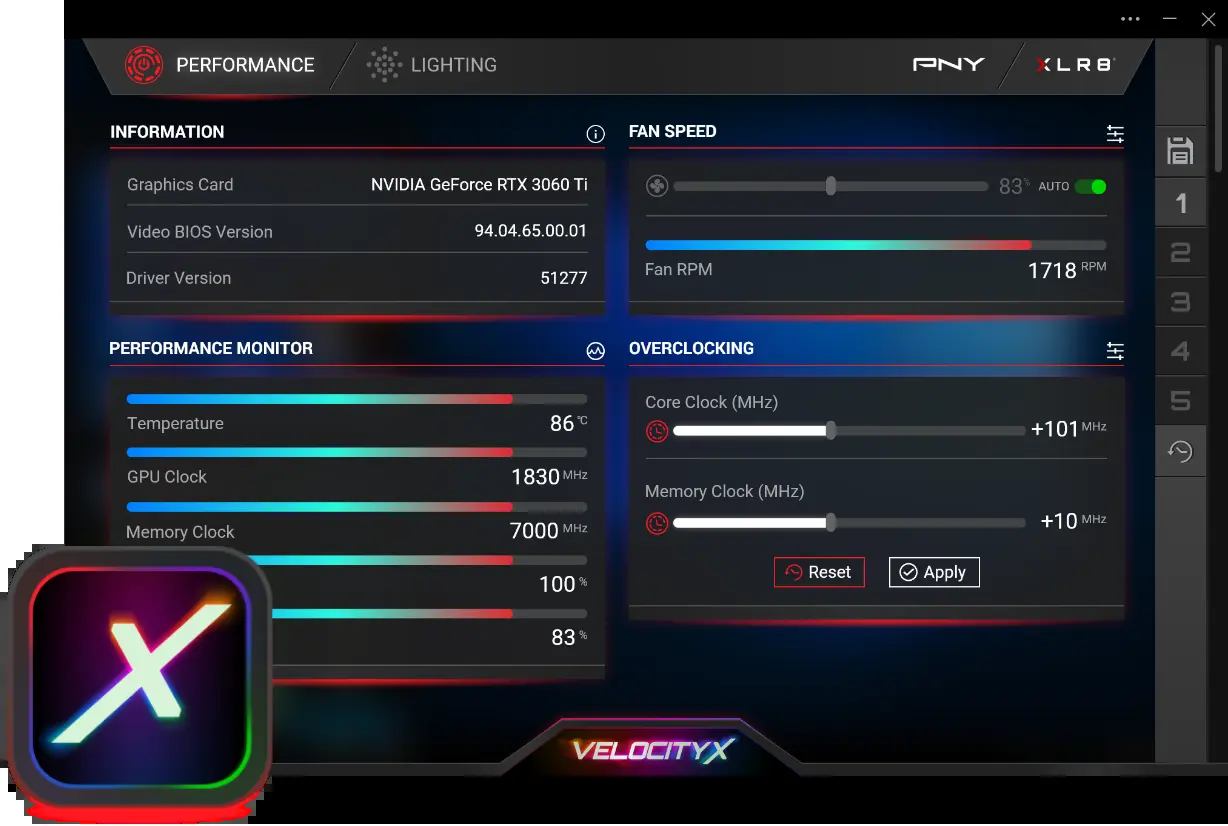 PERFORMANCE
LIGHTING
PNY
XLR8
INFORMATION
Graphics Card NVIDIA GeForce RTX 3060 Ti
Video BIOS Version 94.04.65.00.01
Driver Version 51277
FAN SPEED
83% AUTO
Fan RPM 1718 RPM
PERFORMANCE MONITOR
Temperature 86 °C
GPU Clock 1830 MHz
Memory Clock 7000 MHz
100 %
83 %
OVERCLOCKING
Core Clock (MHz)
+101 MHz
Memory Clock (MHz)
+10 MHz
Reset Apply
1
2
3
4
5
X
VELOCITYX